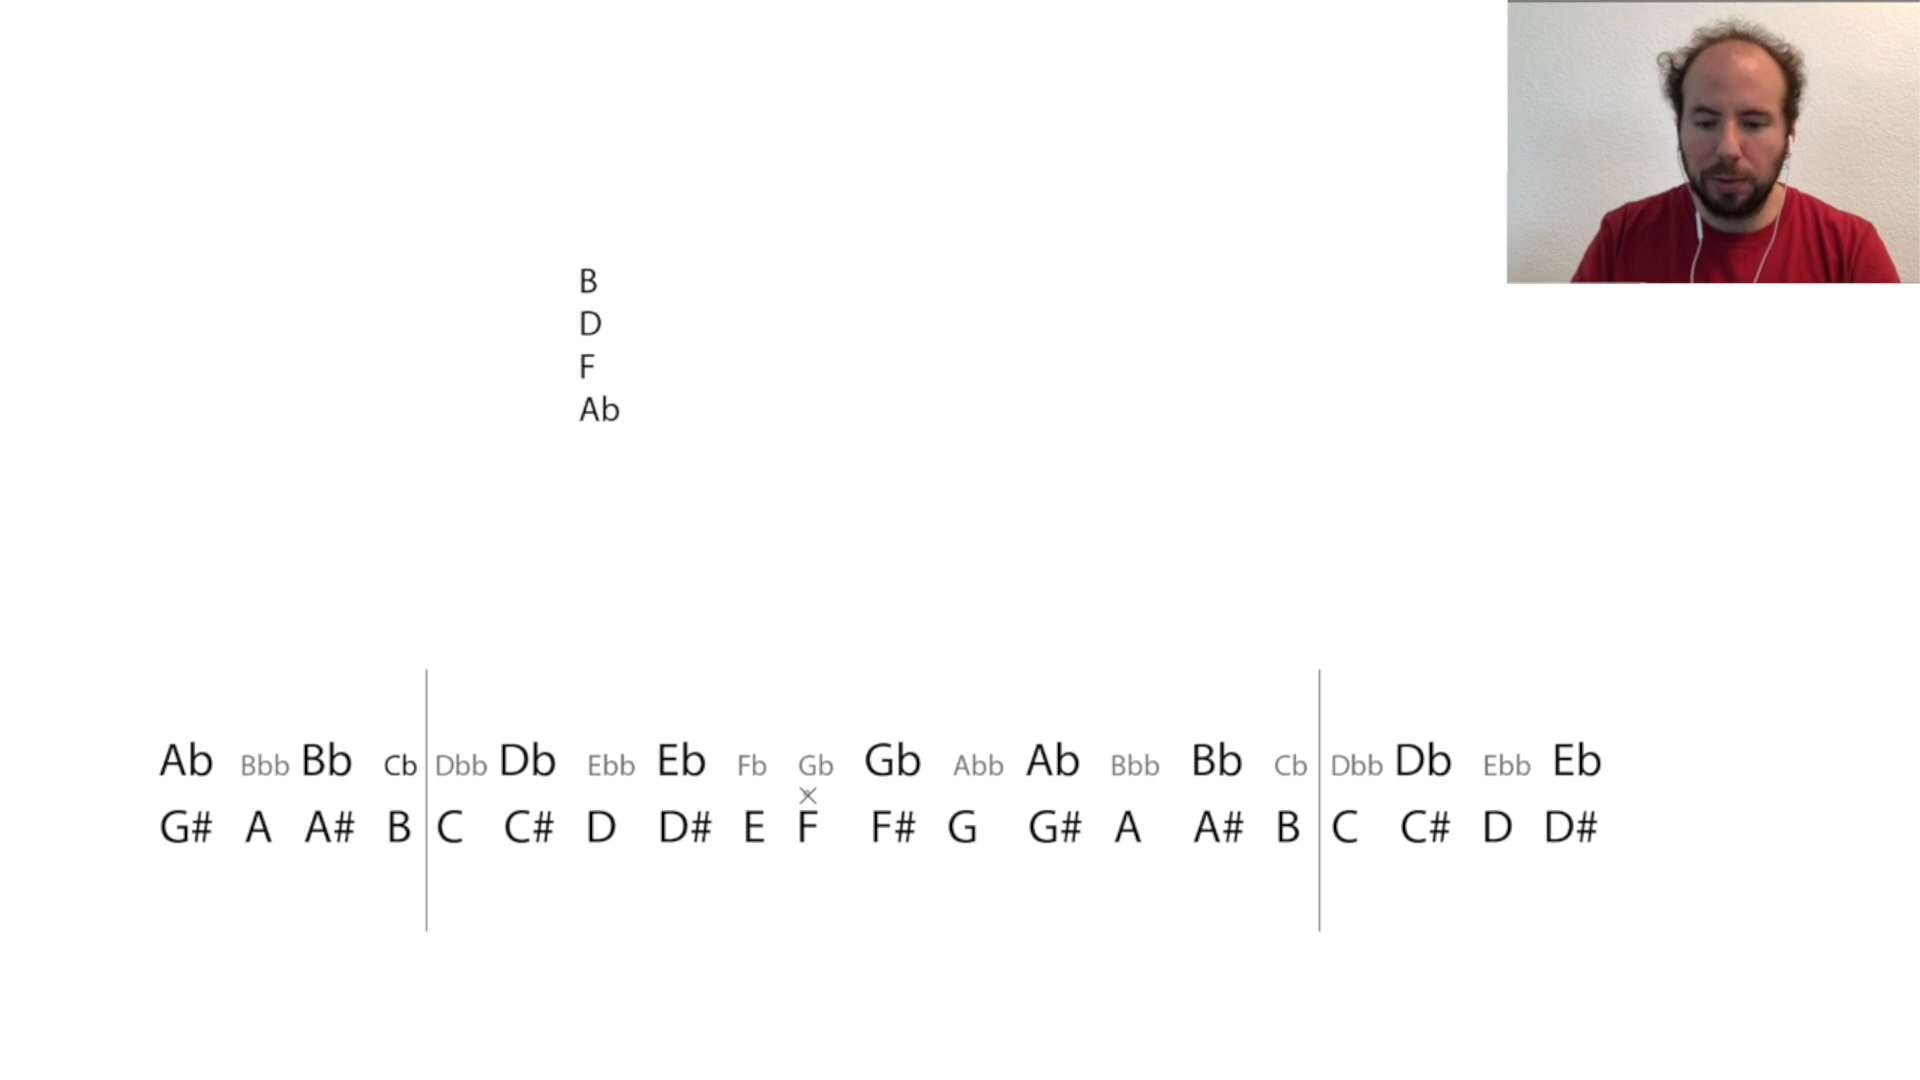 B
D
F
Ab
Ab Bbb Bb Cb Dbb Db Ebb Eb Fb Gb Gb Abb Ab Bbb Bb Cb Dbb Db Ebb Eb
G# A A# B C C# D D# E F F# G G# A A# B C C# D D#